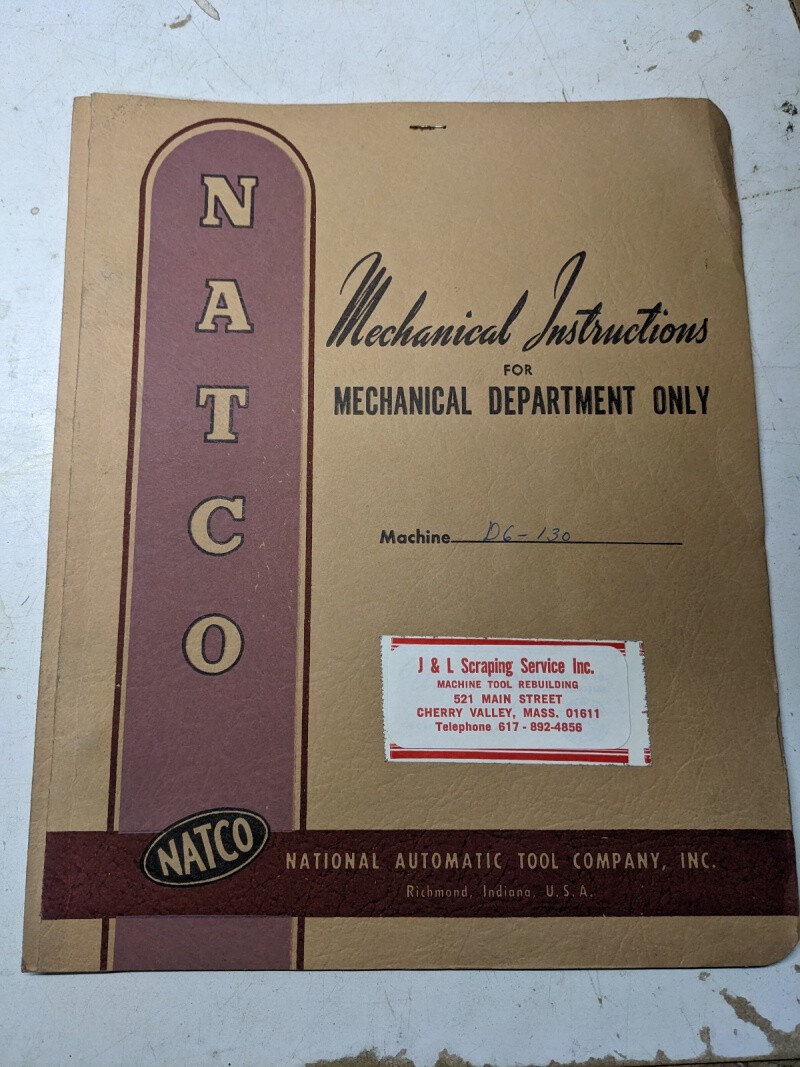 NATCO
Mechanical Instructions
FOR
MECHANICAL DEPARTMENT ONLY
Machine D6-130
J & L Scraping Service Inc.
MACHINE TOOL REBUILDING
521 MAIN STREET
CHERRY VALLEY, MASS. 01611
Telephone 617 - 892-4856
NATCO
NATIONAL AUTOMATIC TOOL COMPANY, INC.
Richmond, Indiana, U.S.A.